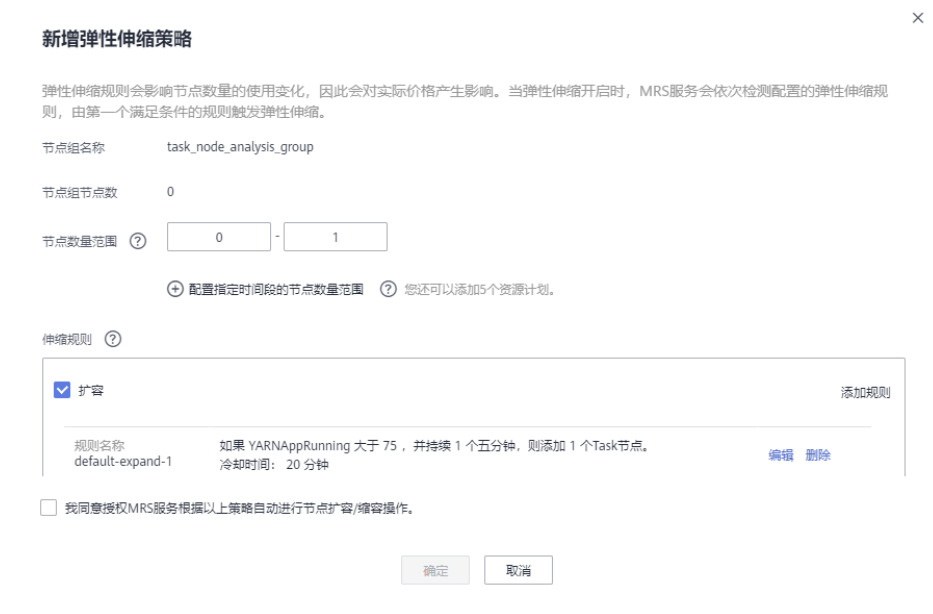 新增弹性伸缩策略
弹性伸缩规则会影响节点数量的使用变化，因此会对实际价格产生影响。当弹性伸缩开启时，MRS服务会依次检测配置的弹性伸缩规
则，由第一个满足条件的规则触发弹性伸缩。
节点组名称 task_node_analysis_group
节点组节点数 0
节点数量范围 ? 0 - 1
配置指定时间段的节点数量范围 ? 您还可以添加5个资源计划。
伸缩规则 ?
扩容 添加规则
规则名称 如果 YARNAppRunning 大于 75 ，并持续 1 个五分钟，则添加 1 个Task节点。
default-expand-1 冷却时间： 20 分钟 编辑 删除
我同意授权MRS服务根据以上策略自动进行节点扩容/缩容操作。
确定 取消